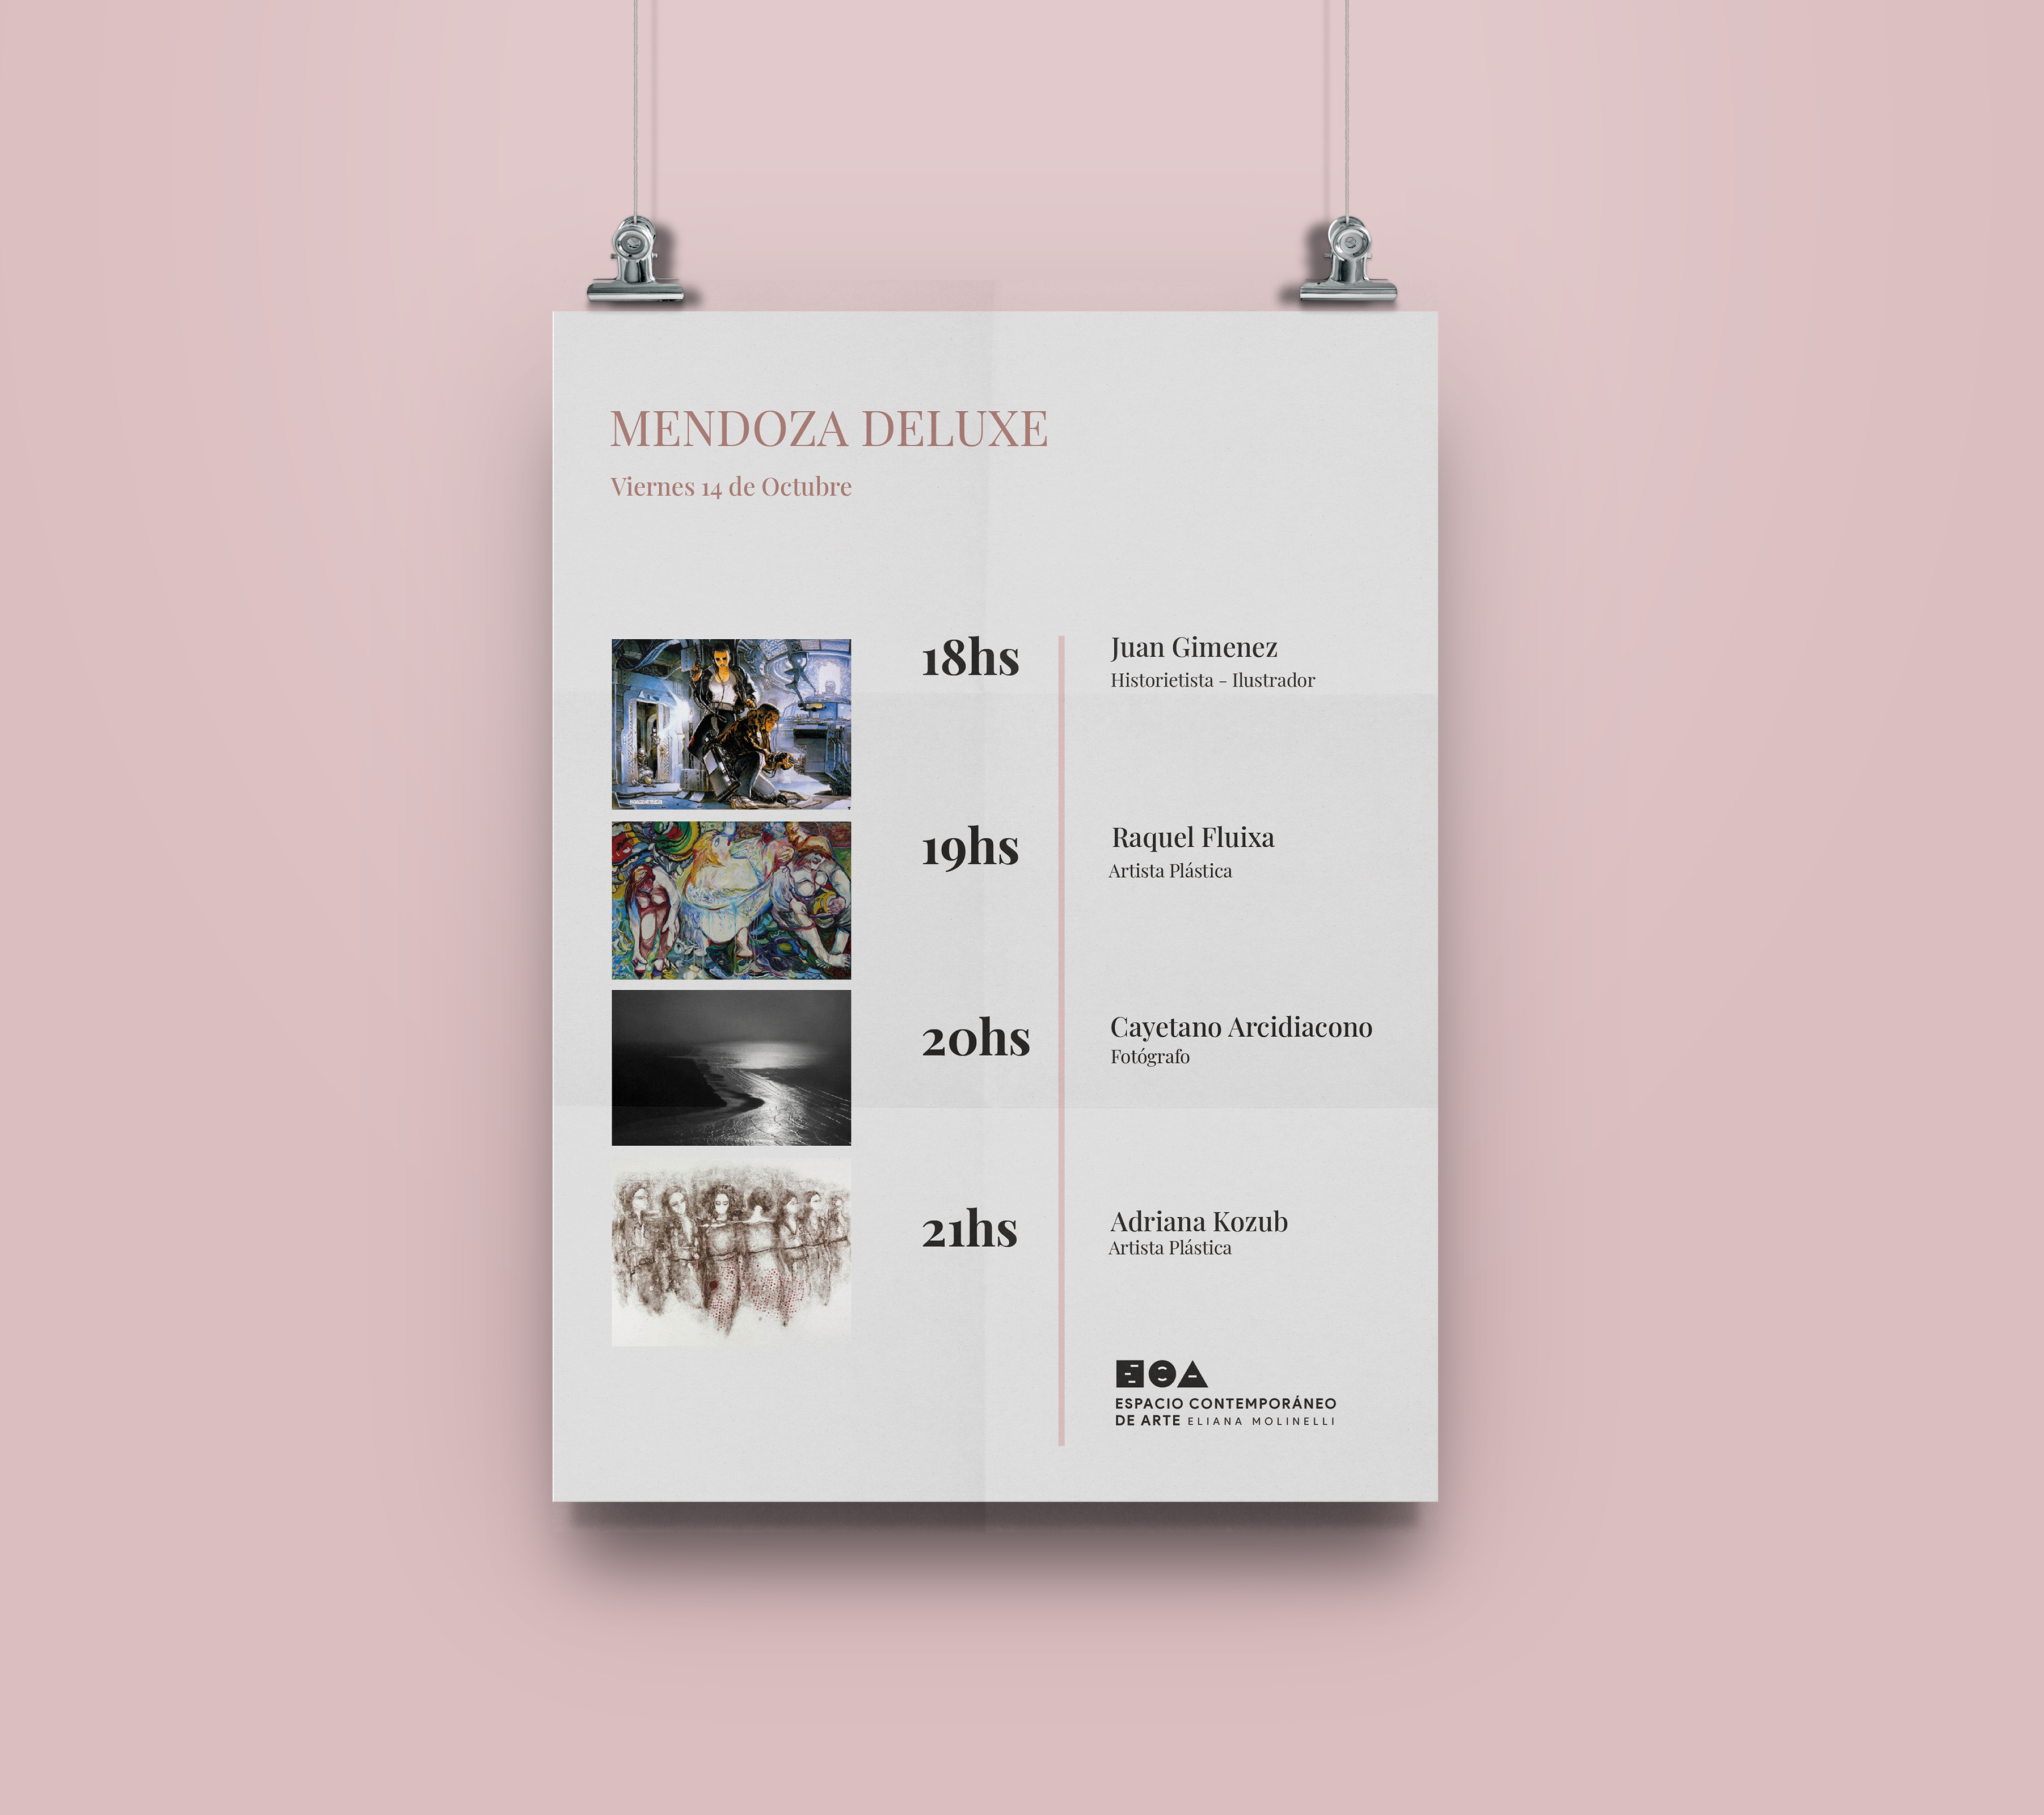 MENDOZA DELUXE
Viernes 14 de Octubre
18hs
Juan Gimenez
Historietista - Ilustrador
19hs
Raquel Fluixa
Artista Plástica
20hs
Cayetano Arcidiacono
Fotógrafo
21hs
Adriana Kozub
Artista Plástica
ECA
ESPACIO CONTEMPORÁNEO
DE ARTE ELIANA MOLINELLI